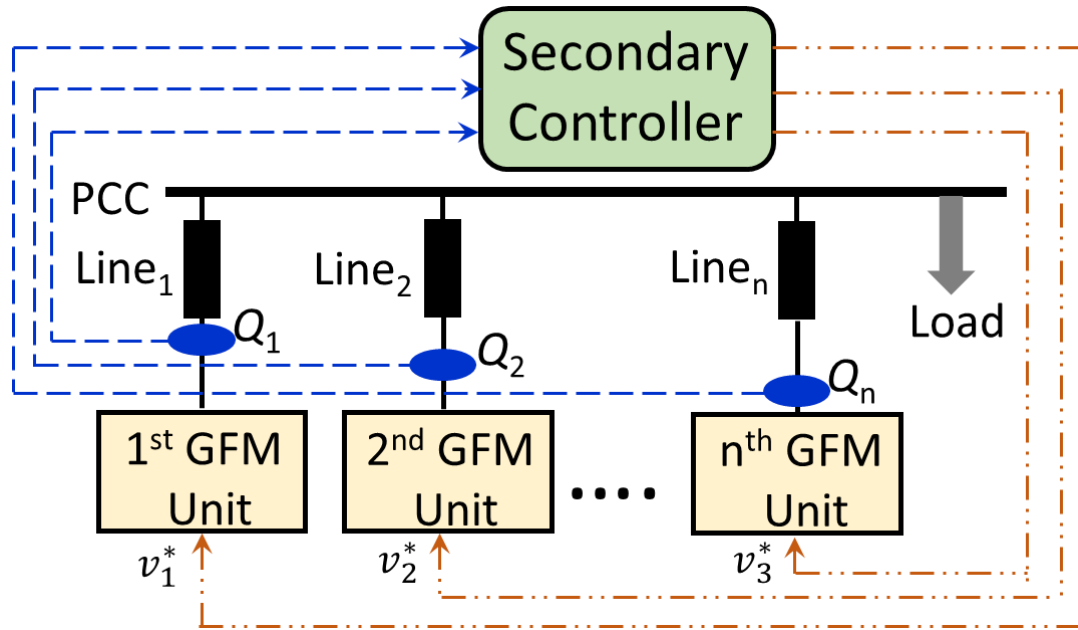 Secondary
Controller
PCC
Line₁
Line₂
Lineₙ
Load
Q₁
Q₂
Qₙ
1ˢᵗ GFM
Unit
2ⁿᵈ GFM
Unit
....
nᵗʰ GFM
Unit
v₁*
v₂*
v₃*